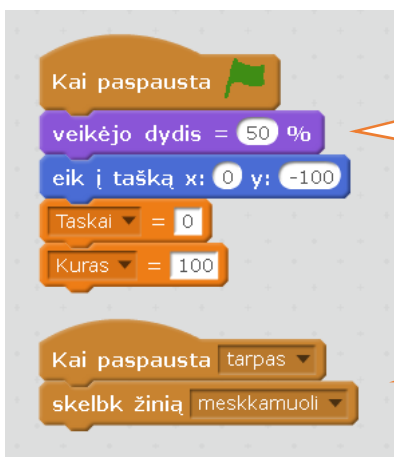 Kai paspausta
veikėjo dydis = 50 %
eik į tašką x: 0 y: -100
Taskai = 0
Kuras = 100
Kai paspausta tarpas
skelbk žinią meskkamuoli